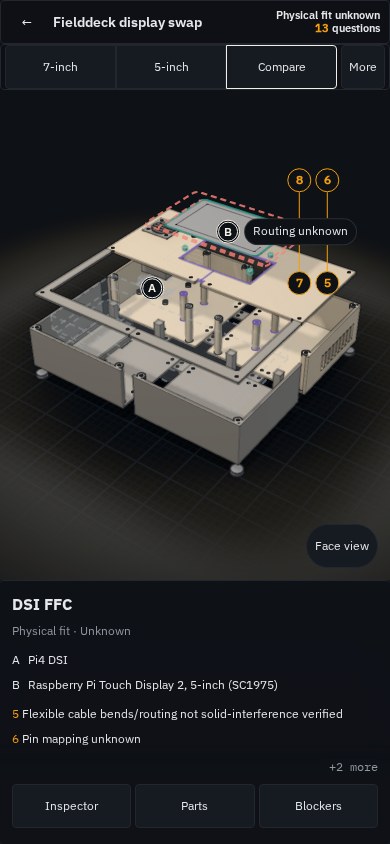 ← Fielddeck display swap
Physical fit unknown
13 questions
7-inch
5-inch
Compare
More
8
6
B
Routing unknown
A
7
5
Face view
DSI FFC
Physical fit · Unknown
A Pi4 DSI
B Raspberry Pi Touch Display 2, 5-inch (SC1975)
5 Flexible cable bends/routing not solid-interference verified
6 Pin mapping unknown
+2 more
Inspector
Parts
Blockers